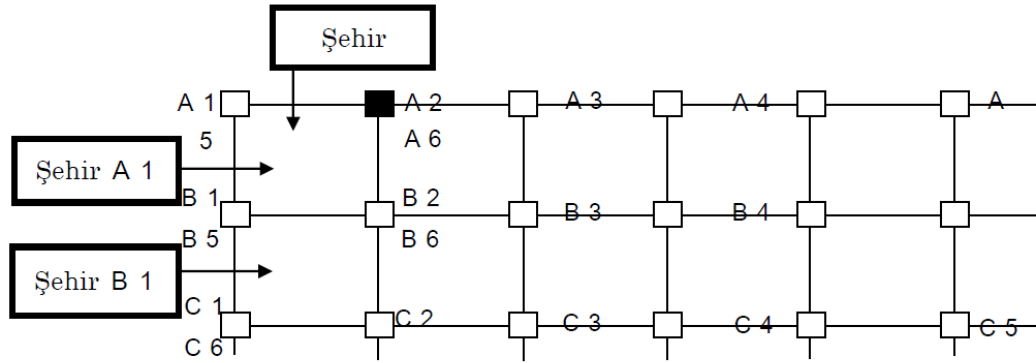 Şehir
A 1 A 2 A 3 A 4 A
5 A 6
Şehir A 1
B 1 B 2 B 3 B 4
B 5 B 6
Şehir B 1
C 1 C 2 C 3 C 4 C 5
C 6